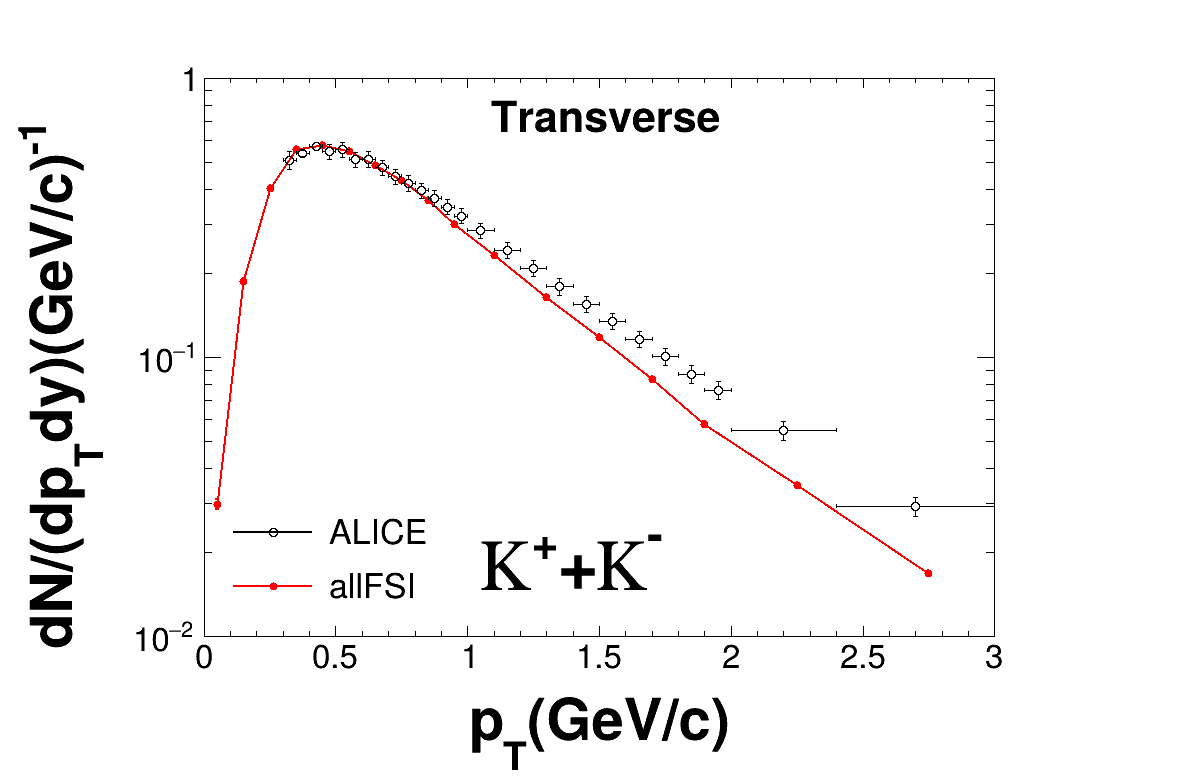 Transverse
dN/(dp_T dy)(GeV/c)^-1
1
10^−1
10^−2
ALICE
allFSI
K^+ + K^-
0 0.5 1 1.5 2 2.5 3
p_T(GeV/c)